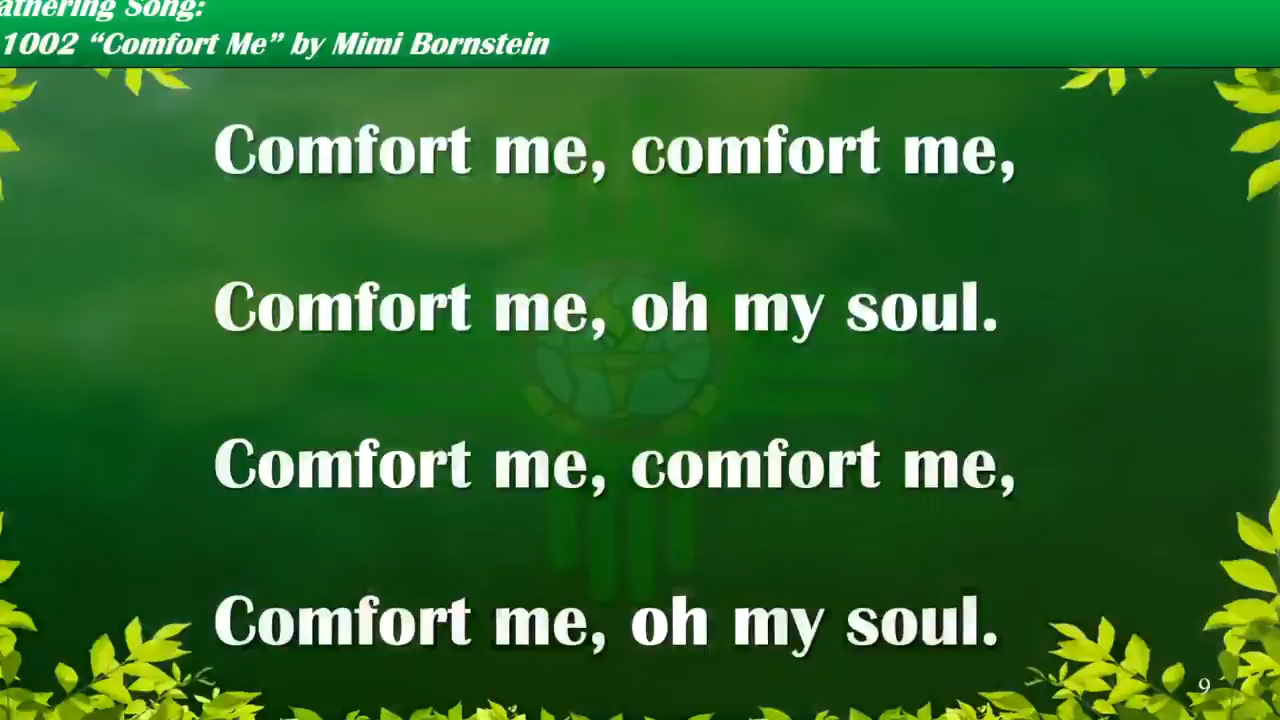 athering Song:
1002 “Comfort Me” by Mimi Bornstein
Comfort me, comfort me,
Comfort me, oh my soul.
Comfort me, comfort me,
Comfort me, oh my soul.
9